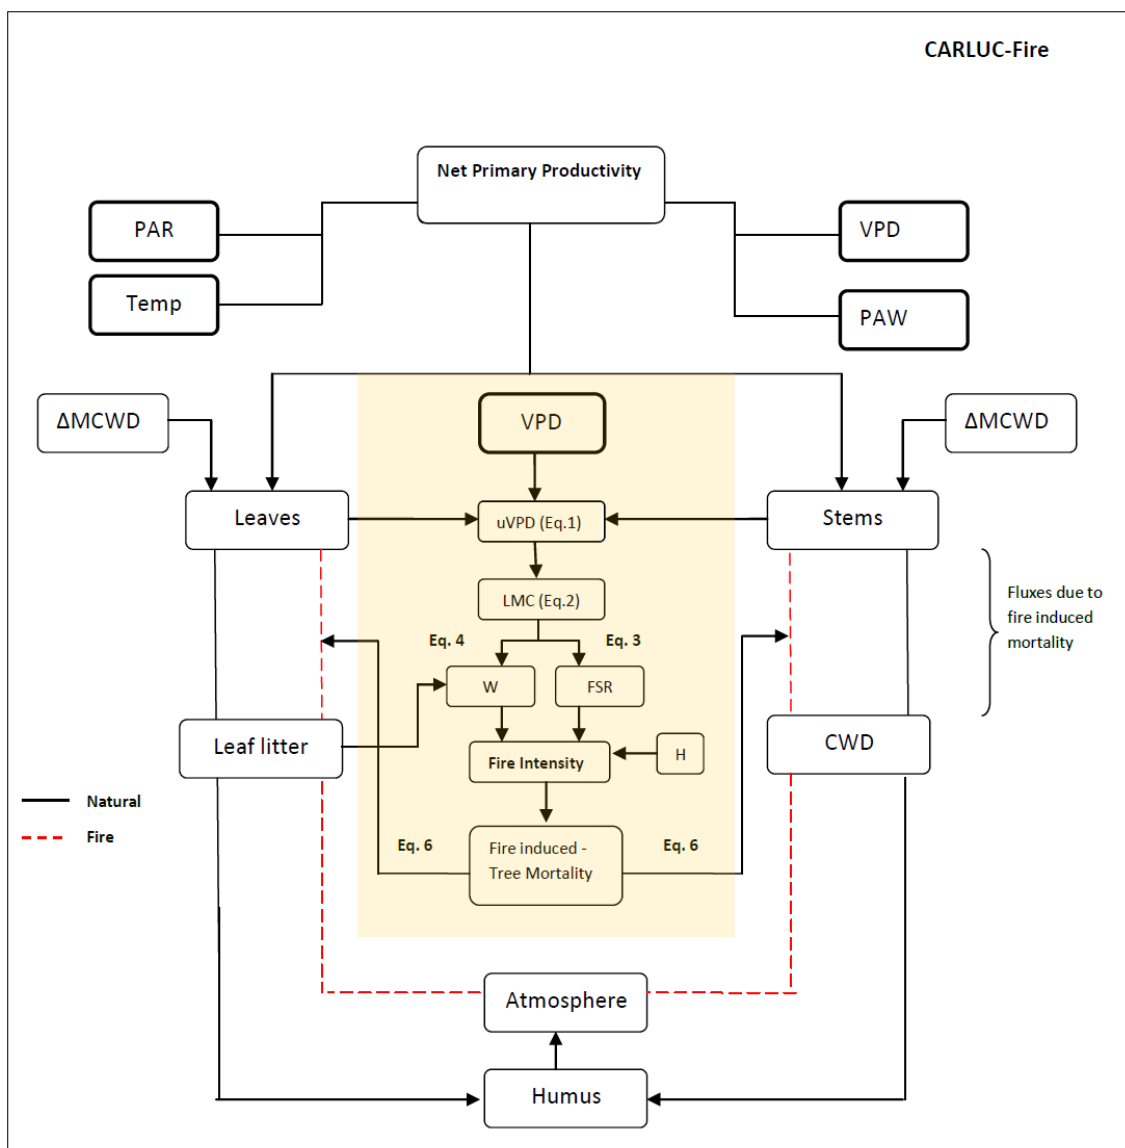 CARLUC-Fire
Net Primary Productivity
PAR
VPD
Temp
PAW
ΔMCWD
VPD
ΔMCWD
Leaves
uVPD (Eq.1)
Stems
LMC (Eq.2)
Fluxes due to
fire induced
mortality
Eq. 4
Eq. 3
W
FSR
Leaf litter
CWD
Fire Intensity
H
Natural
Fire
Eq. 6
Fire induced -
Tree Mortality
Eq. 6
Atmosphere
Humus